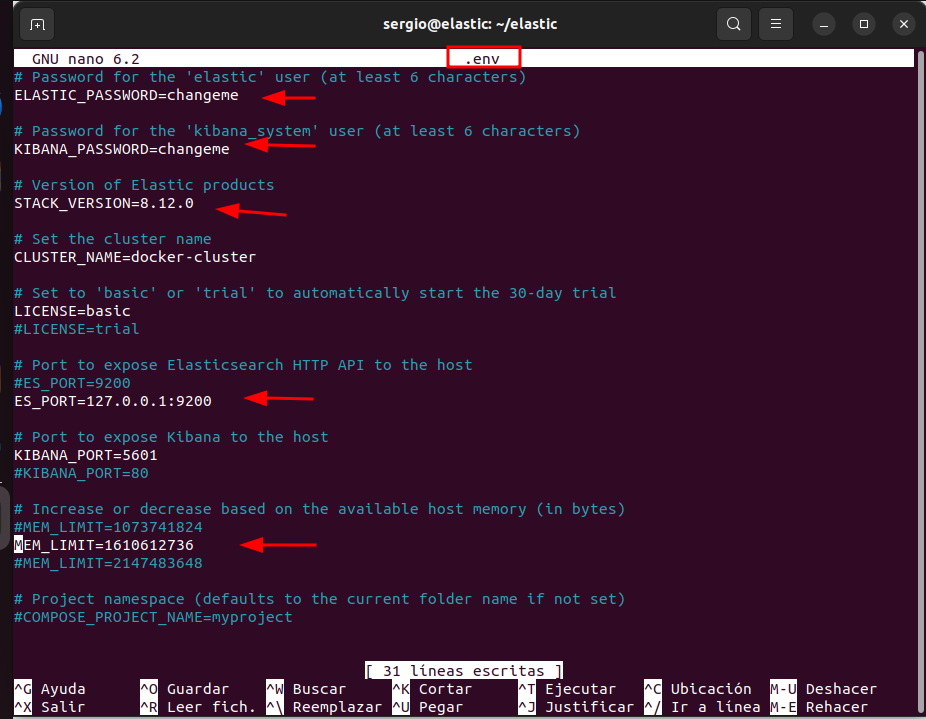 sergio@elastic: ~/elastic
GNU nano 6.2 .env
# Password for the 'elastic' user (at least 6 characters)
ELASTIC_PASSWORD=changeme
# Password for the 'kibana_system' user (at least 6 characters)
KIBANA_PASSWORD=changeme
# Version of Elastic products
STACK_VERSION=8.12.0
# Set the cluster name
CLUSTER_NAME=docker-cluster
# Set to 'basic' or 'trial' to automatically start the 30-day trial
LICENSE=basic
#LICENSE=trial
# Port to expose Elasticsearch HTTP API to the host
#ES_PORT=9200
ES_PORT=127.0.0.1:9200
# Port to expose Kibana to the host
KIBANA_PORT=5601
#KIBANA_PORT=80
# Increase or decrease based on the available host memory (in bytes)
#MEM_LIMIT=1073741824
MEM_LIMIT=1610612736
#MEM_LIMIT=2147483648
# Project namespace (defaults to the current folder name if not set)
#COMPOSE_PROJECT_NAME=myproject
[ 31 líneas escritas ]
^G Ayuda ^O Guardar ^W Buscar ^K Cortar ^T Ejecutar ^C Ubicación M-U Deshacer
^X Salir ^R Leer fich. ^\ Reemplazar ^U Pegar ^J Justificar ^/ Ir a línea M-E Rehacer